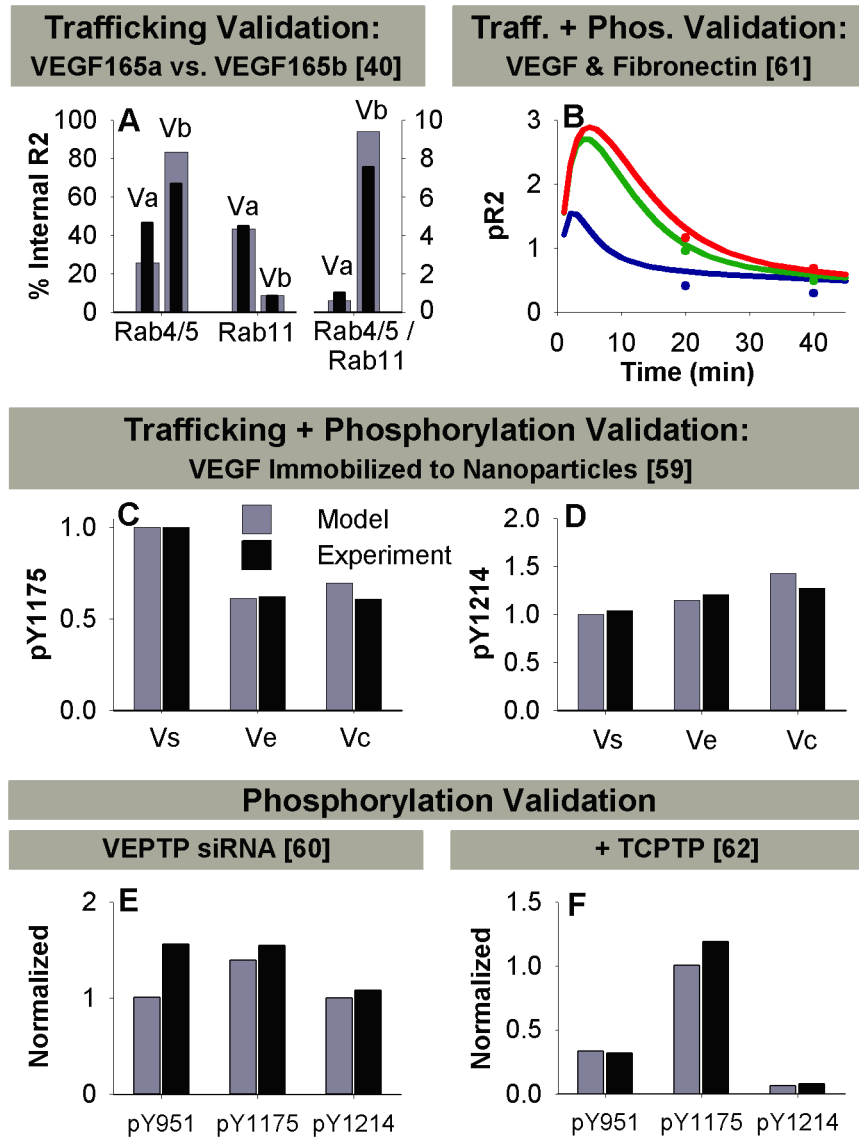 Trafficking Validation:
VEGF165a vs. VEGF165b [40]
Traff. + Phos. Validation:
VEGF & Fibronectin [61]
A
% Internal R2
100
80
60
40
20
0
Va
Vb
Va
Vb
Va
Vb
10
8
6
4
2
0
Rab4/5
Rab11
Rab4/5 /
Rab11
B
pR2
3
2
1
0
0
10
20
30
40
Time (min)
Trafficking + Phosphorylation Validation:
VEGF Immobilized to Nanoparticles [59]
C
pY1175
1.0
0.5
0.0
Vs
Ve
Vc
Model
Experiment
D
pY1214
2.0
1.5
1.0
0.5
0.0
Vs
Ve
Vc
Phosphorylation Validation
VEPTP siRNA [60]
+ TCPTP [62]
E
Normalized
2
1
0
pY951
pY1175
pY1214
F
Normalized
1.5
1.0
0.5
0.0
pY951
pY1175
pY1214